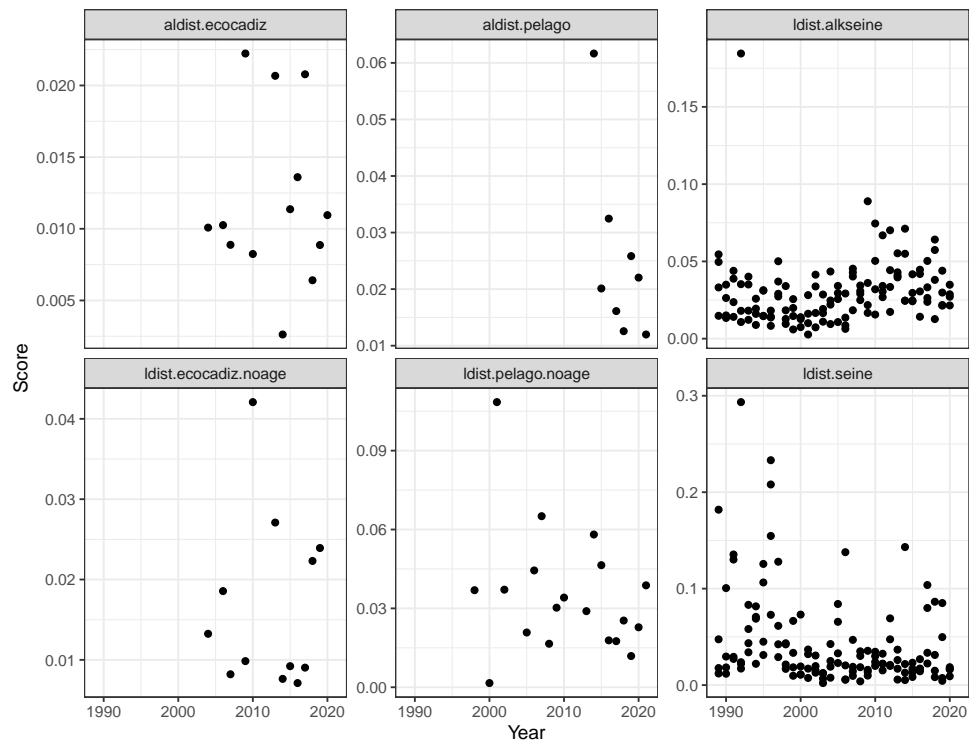 aldist.ecocadiz
aldist.pelago
ldist.alkseine
0.020
0.015
0.010
0.005
0.06
0.05
0.04
0.03
0.02
0.01
0.15
0.10
0.05
0.00
Score
ldist.ecocadiz.noage
ldist.pelago.noage
ldist.seine
0.04
0.03
0.02
0.01
0.09
0.06
0.03
0.00
0.3
0.2
0.1
0.0
1990 2000 2010 2020
1990 2000 2010 2020
1990 2000 2010 2020
Year